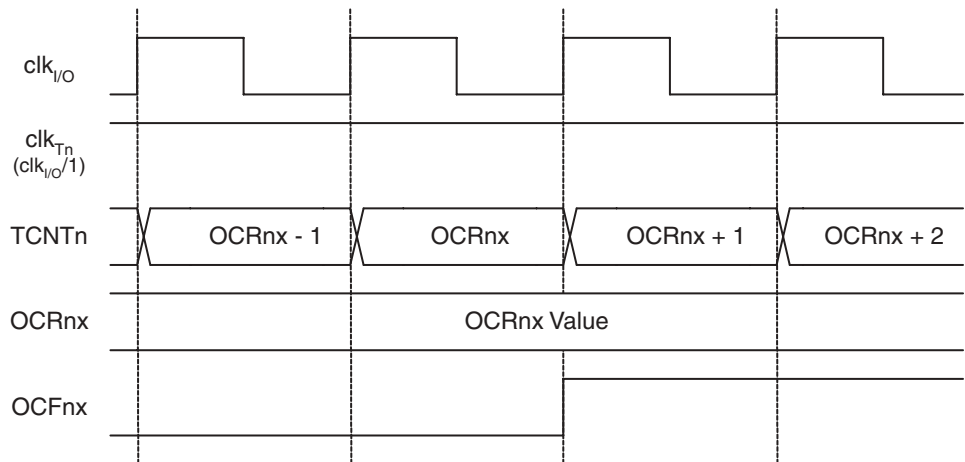 clkI/O
clkTn
(clkI/O/1)
TCNTn
OCRnx - 1
OCRnx
OCRnx + 1
OCRnx + 2
OCRnx
OCRnx Value
OCFnx